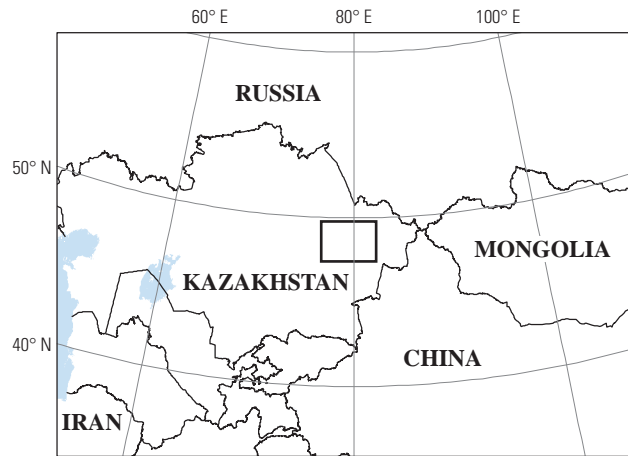 60° E
80° E
100° E
RUSSIA
50° N
MONGOLIA
KAZAKHSTAN
40° N
CHINA
IRAN